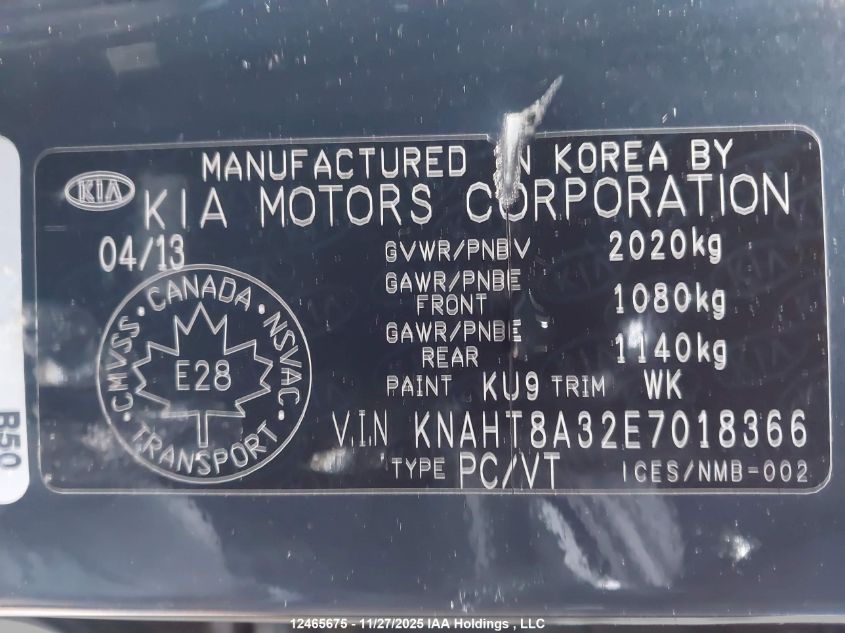 MANUFACTURED IN KOREA BY
KIA
KIA MOTORS CORPORATION
04/13
GVWR/PNBV 2020kg
GAWR/PNBE FRONT 1080kg
GAWR/PNBE REAR 1140kg
PAINT KU9 TRIM WK
V.I.N KNAHT8A32E7018366
TYPE PC/VT ICES/NMB-002
CMVSS · CANADA · NSVAC · TRANSPORT ·
E28
B50
12465675 - 11/27/2025 IAA Holdings , LLC